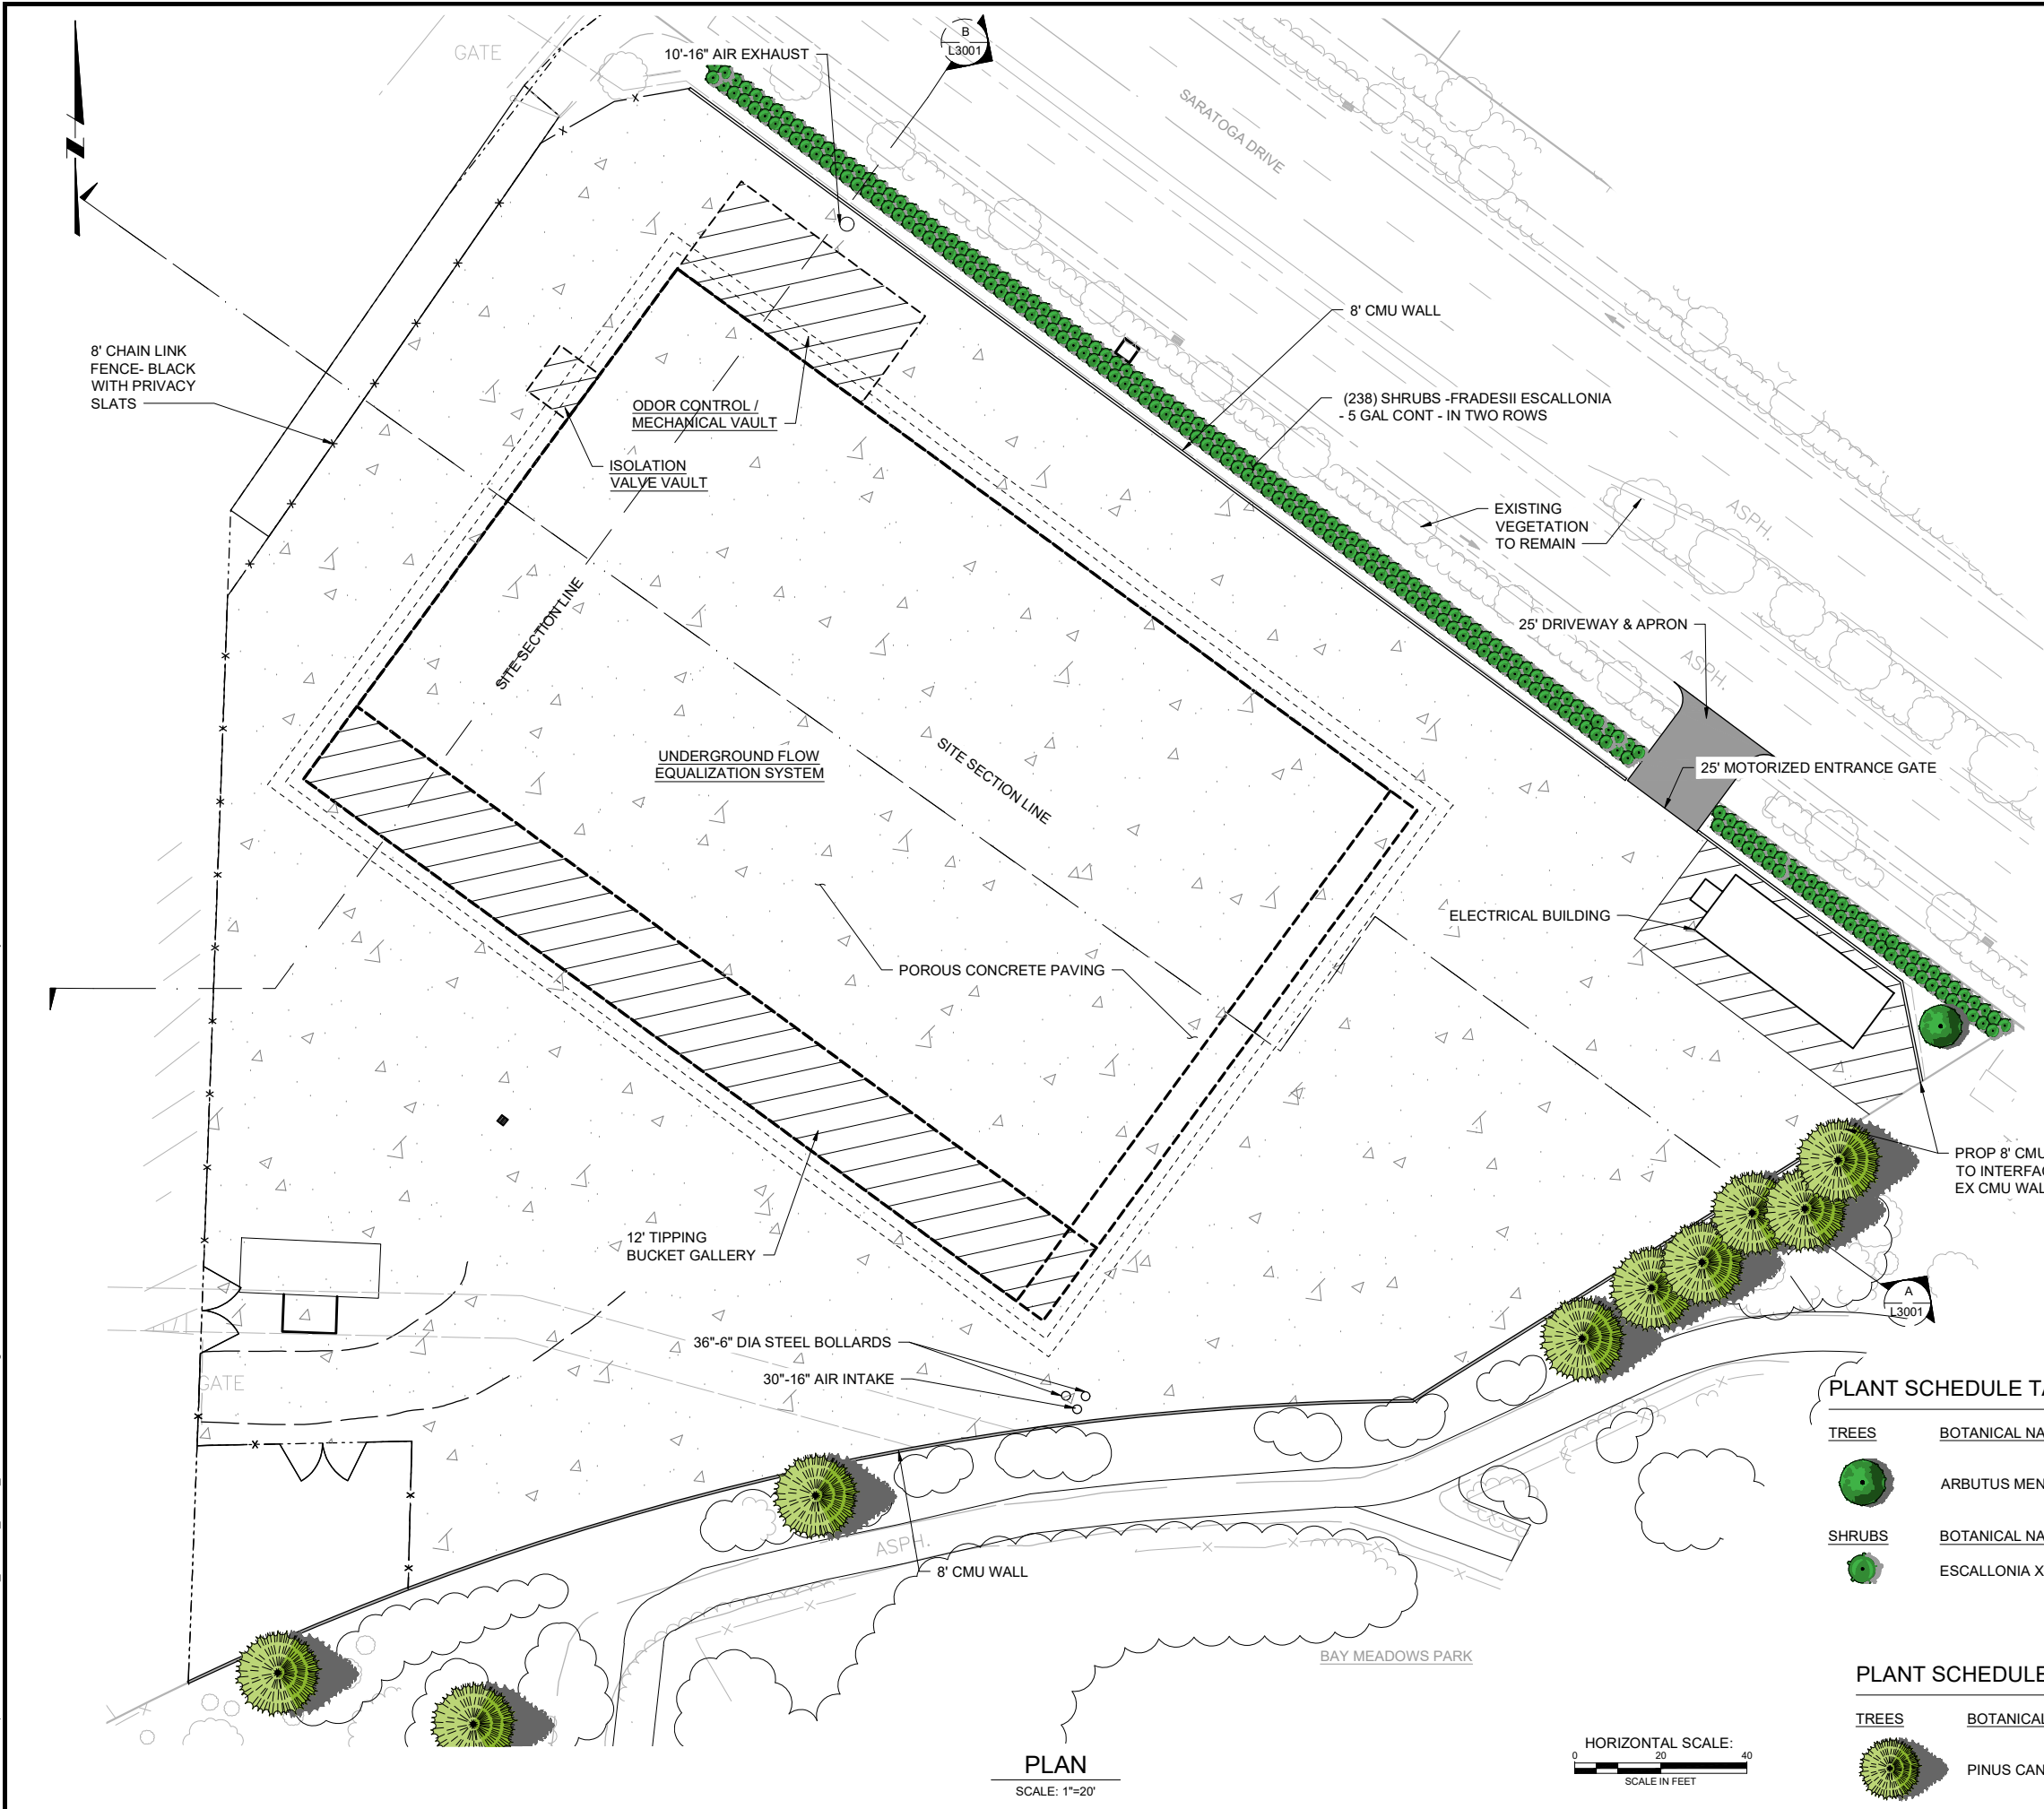 GATE
10'-16" AIR EXHAUST
B
L3001
SARATOGA DRIVE
N
8' CMU WALL
8' CHAIN LINK
FENCE- BLACK
WITH PRIVACY
SLATS
(238) SHRUBS -FRADESII ESCALLONIA
- 5 GAL CONT - IN TWO ROWS
ODOR CONTROL /
MECHANICAL VAULT
ISOLATION
VALVE VAULT
EXISTING
VEGETATION
TO REMAIN
ASPH.
25' DRIVEWAY & APRON
ASPH.
SITE SECTION LINE
UNDERGROUND FLOW
EQUALIZATION SYSTEM
SITE SECTION LINE
25' MOTORIZED ENTRANCE GATE
ELECTRICAL BUILDING
POROUS CONCRETE PAVING
PROP 8' CMU
TO INTERFA
EX CMU WAL
12' TIPPING
BUCKET GALLERY
A
L3001
36"-6" DIA STEEL BOLLARDS
30"-16" AIR INTAKE
GATE
PLANT SCHEDULE TA
TREES BOTANICAL NA
ARBUTUS MEN
SHRUBS BOTANICAL NA
ESCALLONIA X
ASPH.
8' CMU WALL
BAY MEADOWS PARK
PLANT SCHEDULE
TREES BOTANICAL
PINUS CAN
PLAN
SCALE: 1"=20'
HORIZONTAL SCALE:
0 20 40
SCALE IN FEET